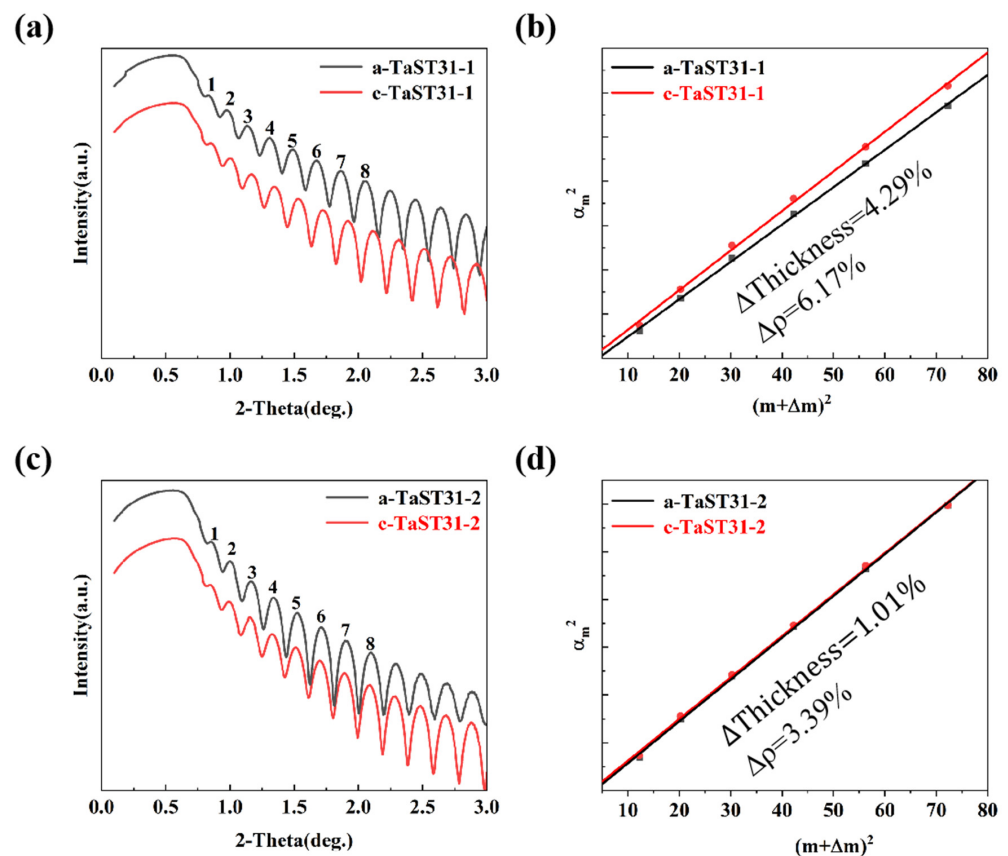 (a)
a-TaST31-1
c-TaST31-1
1 2 3 4 5 6 7 8
Intensity(a.u.)
0.0 0.5 1.0 1.5 2.0 2.5 3.0
2-Theta(deg.)
(b)
a-TaST31-1
c-TaST31-1
αm²
ΔThickness=4.29%
Δρ=6.17%
10 20 30 40 50 60 70 80
(m+Δm)²
(c)
a-TaST31-2
c-TaST31-2
1 2 3 4 5 6 7 8
Intensity(a.u.)
0.0 0.5 1.0 1.5 2.0 2.5 3.0
2-Theta(deg.)
(d)
a-TaST31-2
c-TaST31-2
αm²
ΔThickness=1.01%
Δρ=3.39%
10 20 30 40 50 60 70 80
(m+Δm)²